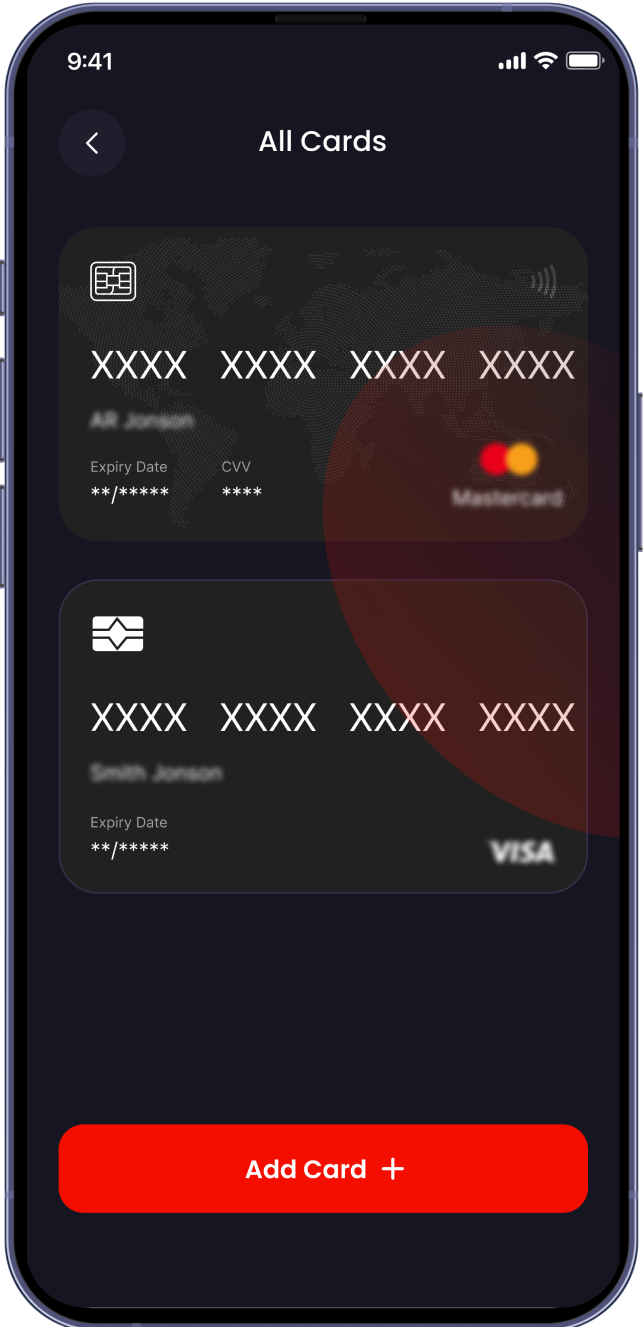 9:41
All Cards
XXXX XXXX XXXX XXXX
AR Jonson
Expiry Date CVV
**/***** ****
Mastercard
XXXX XXXX XXXX XXXX
Smith Jonson
Expiry Date
**/*****
VISA
Add Card +